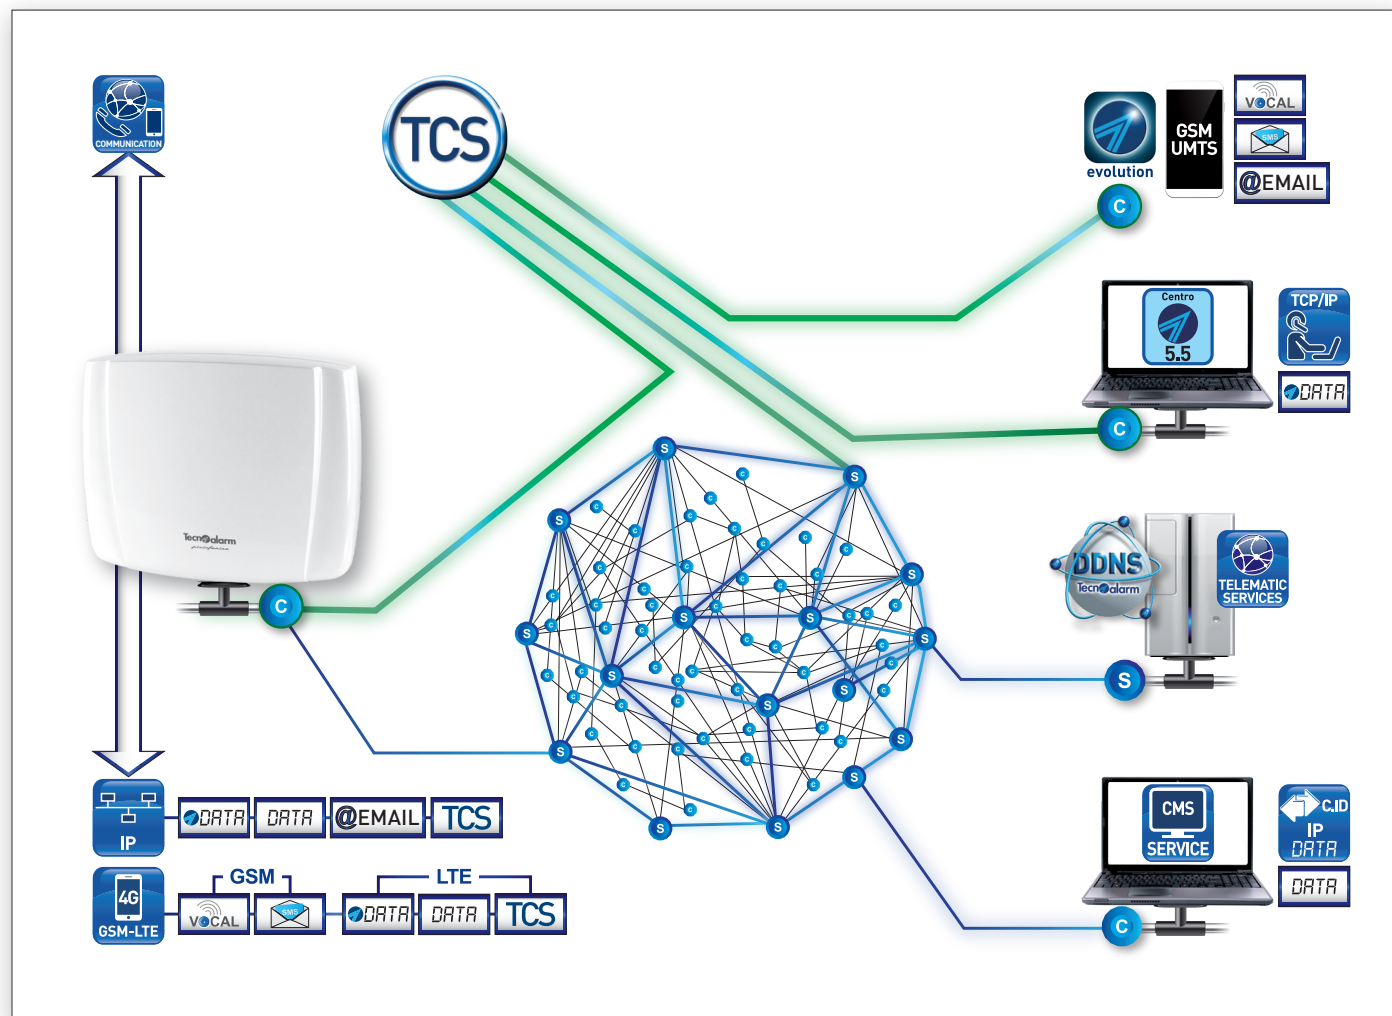 COMMUNICATION
TCS
evolution
GSM
UMTS
VOCAL
SMS
@EMAIL
C
Centro
5.5
TCP/IP
DATA
C
Tecnoalarm
C
DDNS
Tecnoalarm
TELEMATIC
SERVICES
S
CMS
SERVICE
C.ID
IP
DATA
DATA
C
IP
DATA
DATA
@EMAIL
TCS
4G
GSM-LTE
GSM
VOCAL
SMS
LTE
DATA
DATA
TCS